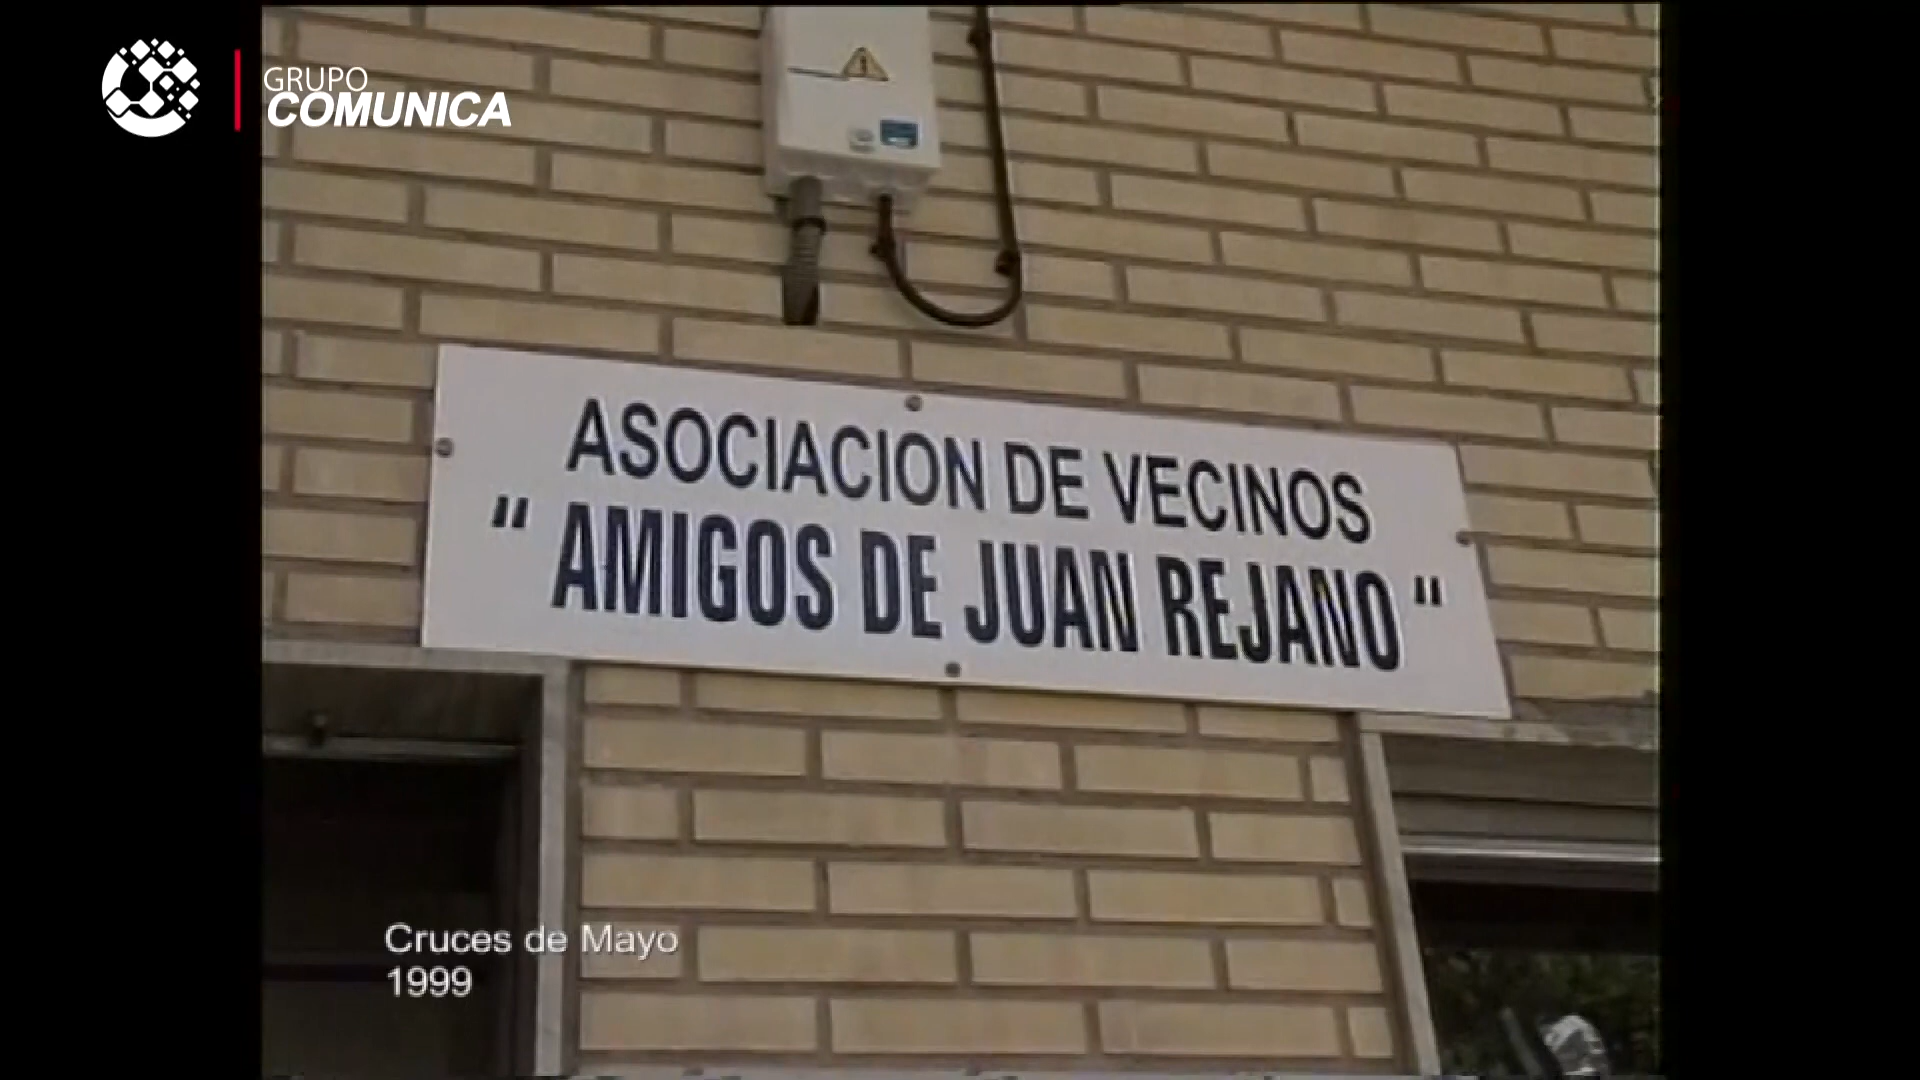 GRUPO
COMUNICA
ASOCIACION DE VECINOS
“ AMIGOS DE JUAN REJANO “
Cruces de Mayo
1999